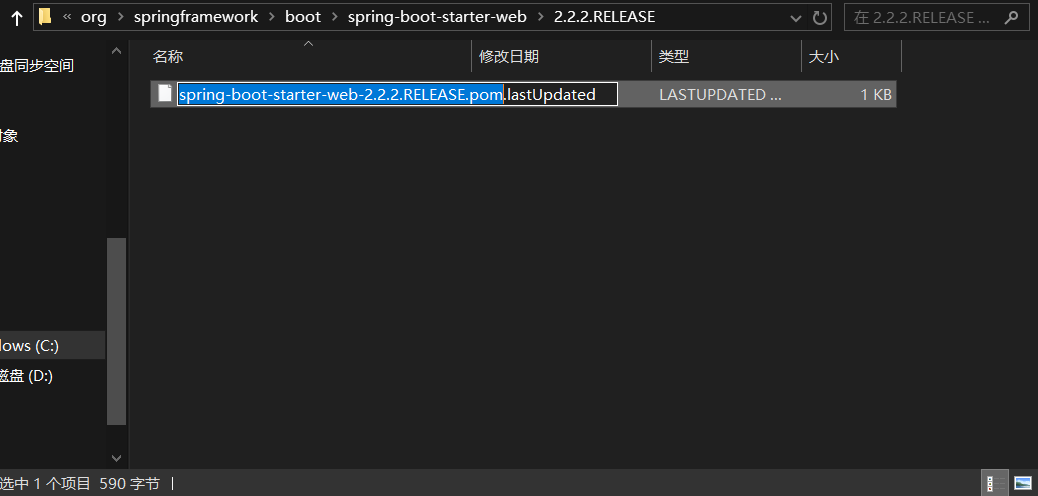 « org > springframework > boot > spring-boot-starter-web > 2.2.2.RELEASE
在 2.2.2.RELEASE ...
名称 修改日期 类型 大小
盘同步空间
spring-boot-starter-web-2.2.2.RELEASE.pom.lastUpdated LASTUPDATED ... 1 KB
对象
lows (C:)
磁盘 (D:)
选中 1 个项目 590 字节